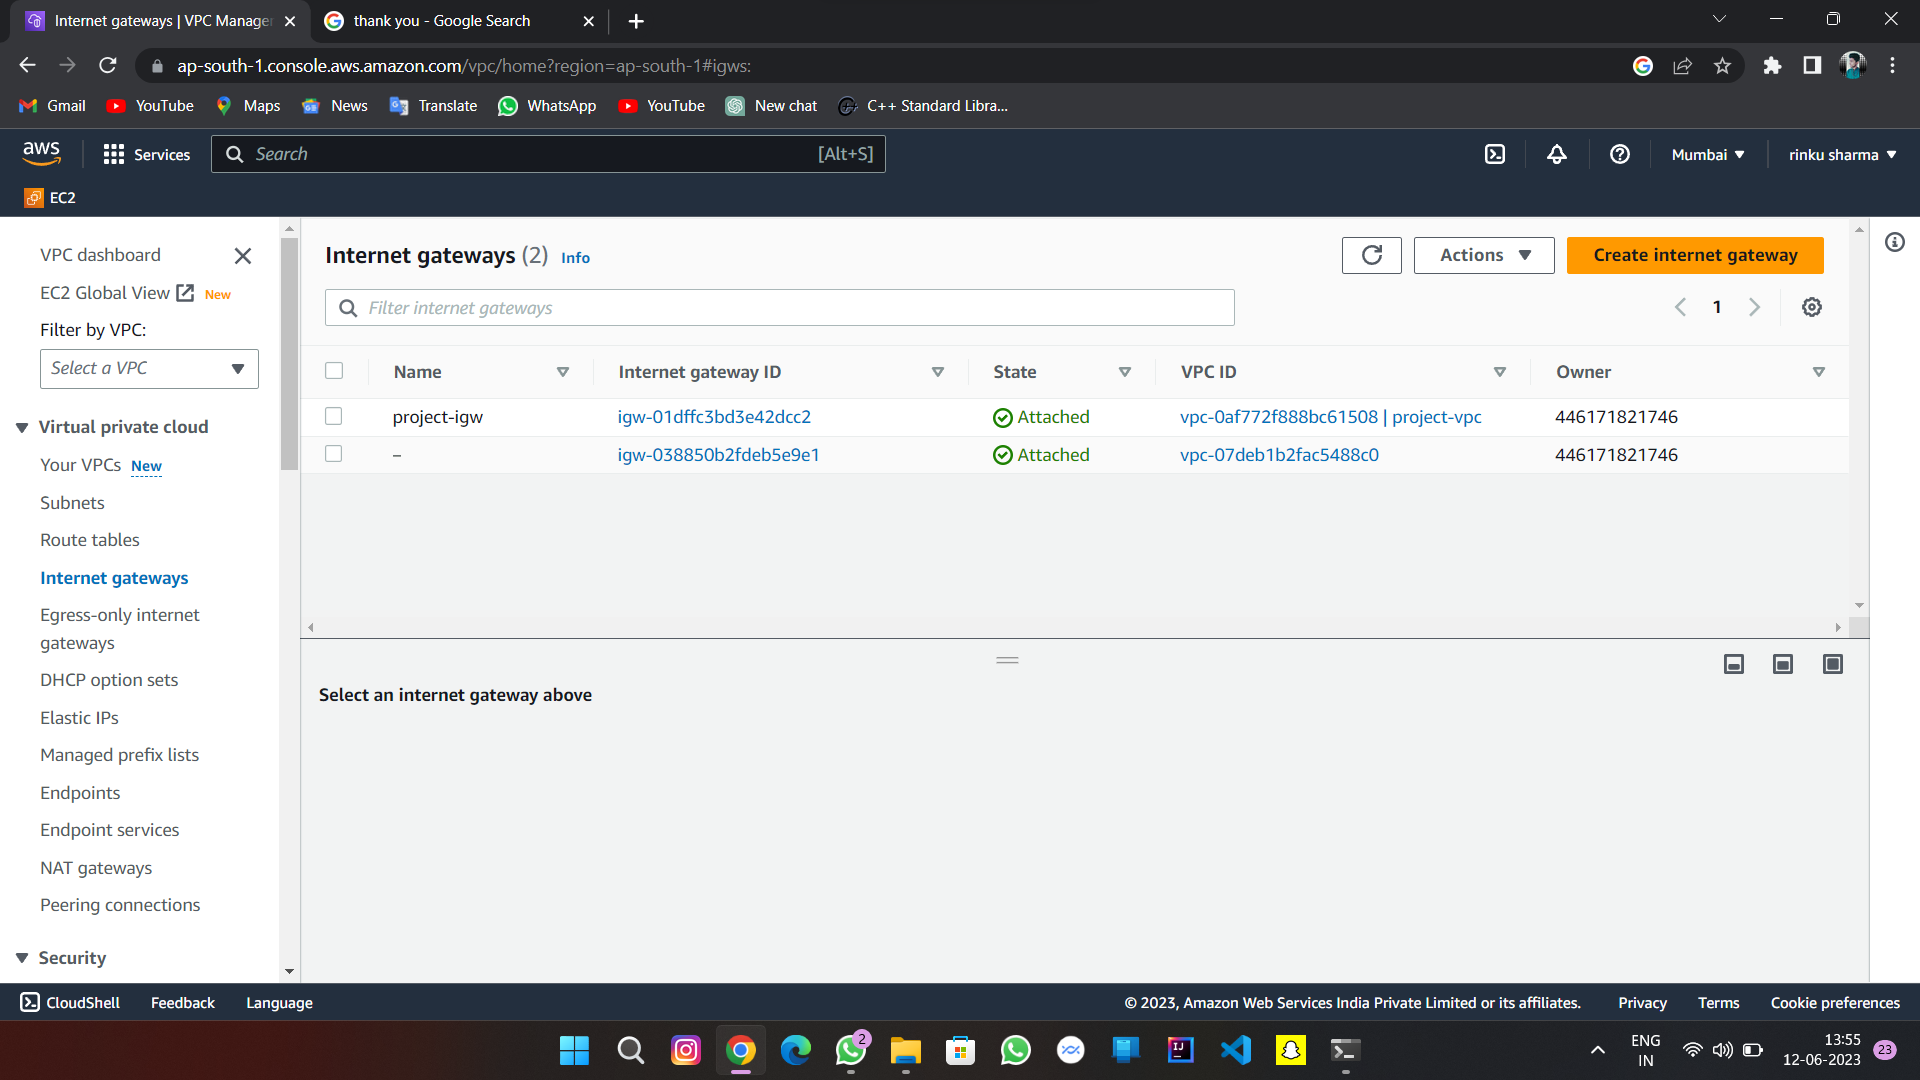 Internet gateways | VPC Manage
thank you - Google Search
ap-south-1.console.aws.amazon.com/vpc/home?region=ap-south-1#igws:
Gmail YouTube Maps News Translate WhatsApp YouTube New chat C++ Standard Libra...
aws Services Search [Alt+S] Mumbai rinku sharma
EC2
VPC dashboard
EC2 Global View New
Filter by VPC:
Select a VPC
Virtual private cloud
Your VPCs New
Subnets
Route tables
Internet gateways
Egress-only internet
gateways
DHCP option sets
Elastic IPs
Managed prefix lists
Endpoints
Endpoint services
NAT gateways
Peering connections
Security
Internet gateways (2) Info
Actions
Create internet gateway
Filter internet gateways
1
Name Internet gateway ID State VPC ID Owner
project-igw igw-01dffc3bd3e42dcc2 Attached vpc-0af772f888bc61508 | project-vpc 446171821746
– igw-038850b2fdeb5e9e1 Attached vpc-07deb1b2fac5488c0 446171821746
Select an internet gateway above
CloudShell Feedback Language © 2023, Amazon Web Services India Private Limited or its affiliates. Privacy Terms Cookie preferences
2
IJ
ENG
IN
13:55
12-06-2023
23